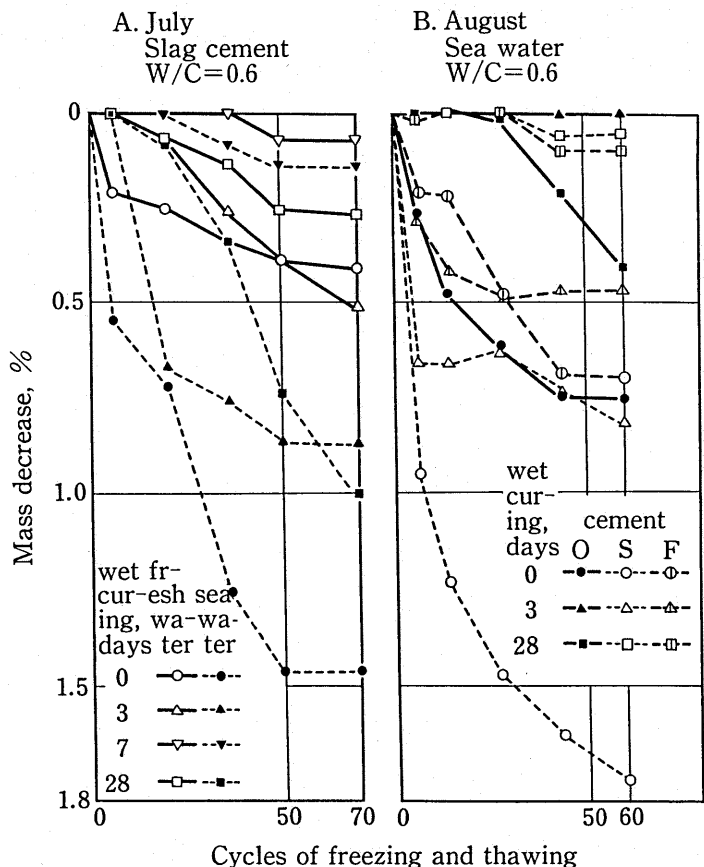 A. July
Slag cement
W/C=0.6
B. August
Sea water
W/C=0.6
0
0.5
1.0
1.5
1.8
Mass decrease, %
wet fr-
cur-esh sea
ing, wa-wa-
days ter ter
0
3
7
28
wet
cur-
ing, cement
days O S F
0
3
28
0 50 70
0 50 60
Cycles of freezing and thawing